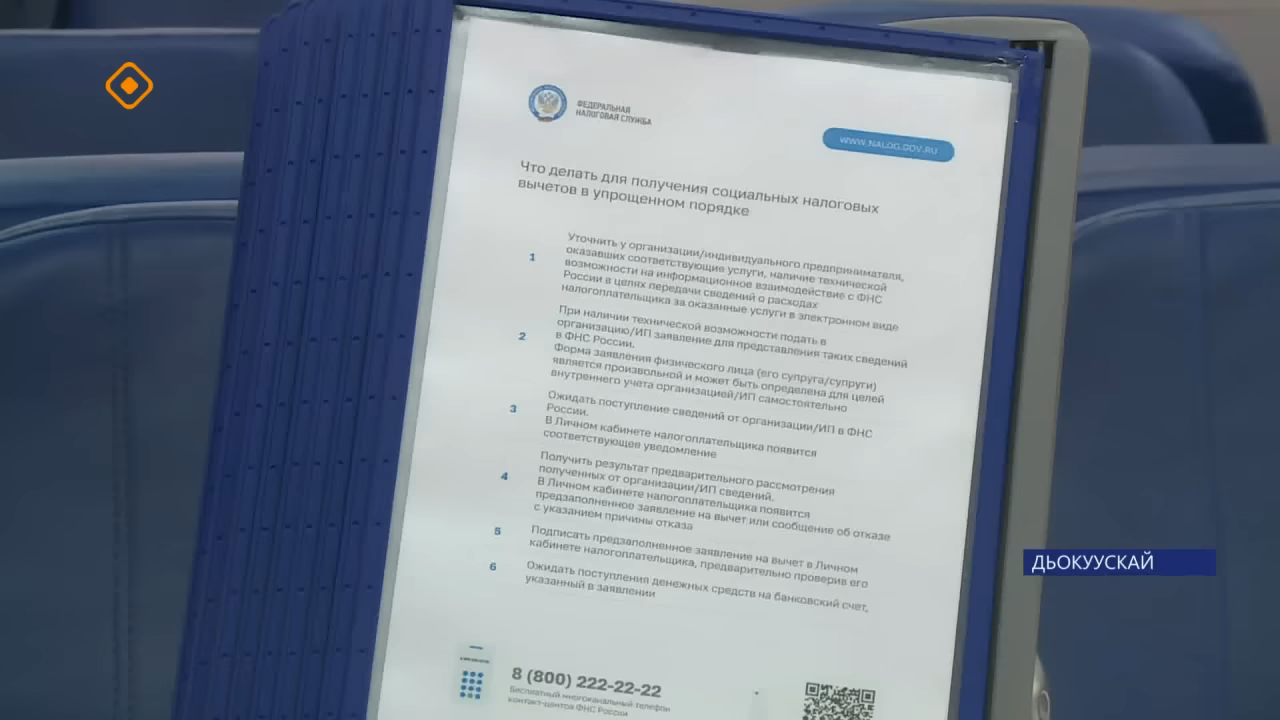 ФЕДЕРАЛЬНАЯ
НАЛОГОВАЯ СЛУЖБА
WWW.NALOG.GOV.RU
Что делать для получения социальных налоговых
вычетов в упрощенном порядке
1
Уточнить у организации/индивидуального предпринимателя,
оказавших соответствующие услуги, наличие технической
возможности на информационное взаимодействие с ФНС
России в целях передачи сведений о расходах
налогоплательщика за оказанные услуги в электронном виде
2
При наличии технической возможности подать в
организацию/ИП заявление для представления таких сведений
в ФНС России.
Форма заявления физического лица (его супруга/супруги)
является произвольной и может быть определена для целей
внутреннего учета организацией/ИП самостоятельно
3
Ожидать поступление сведений от организации/ИП в ФНС
России.
В Личном кабинете налогоплательщика появится
соответствующее уведомление
4
Получить результат предварительного рассмотрения
полученных от организации/ИП сведений.
В Личном кабинете налогоплательщика появится
предзаполненное заявление на вычет или сообщение об отказе
с указанием причины отказа
5
Подписать предзаполненное заявление на вычет в Личном
кабинете налогоплательщика, предварительно проверив его
6
Ожидать поступления денежных средств на банковский счет,
указанный в заявлении
8 (800) 222-22-22
Бесплатный многоканальный телефон
контакт-центра ФНС России
ДЬОКУУСКАЙ